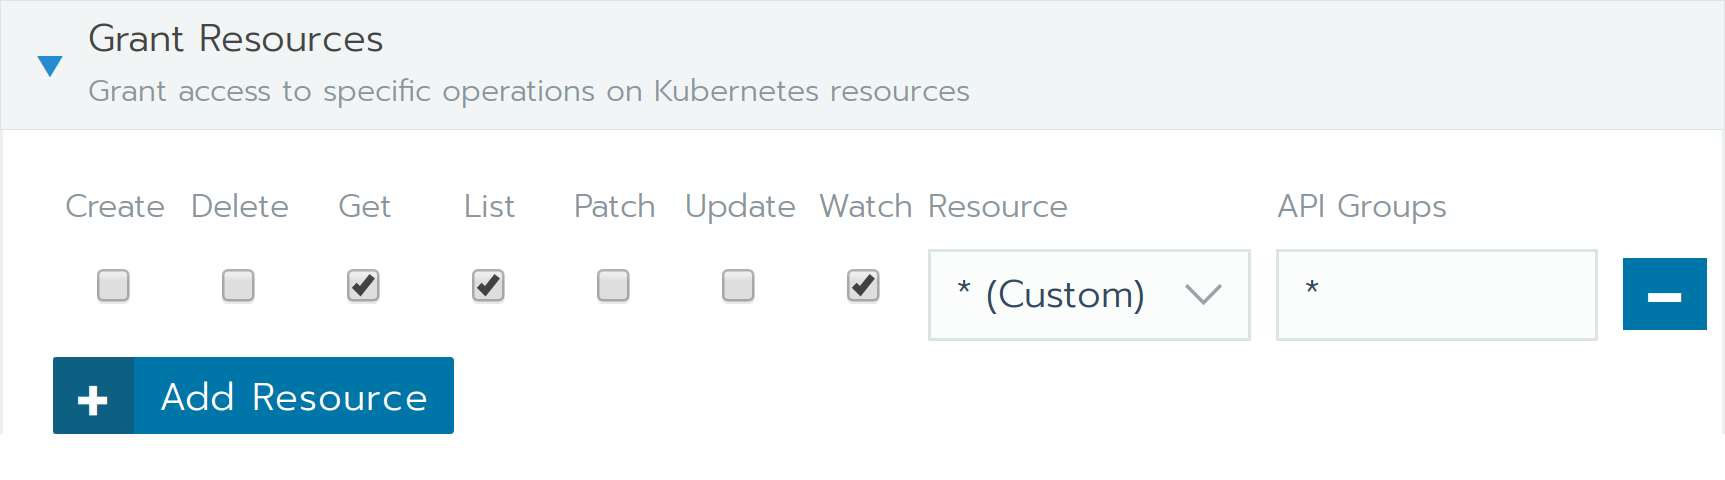 Grant Resources
Grant access to specific operations on Kubernetes resources
Create Delete Get List Patch Update Watch Resource API Groups
* (Custom) *
Add Resource